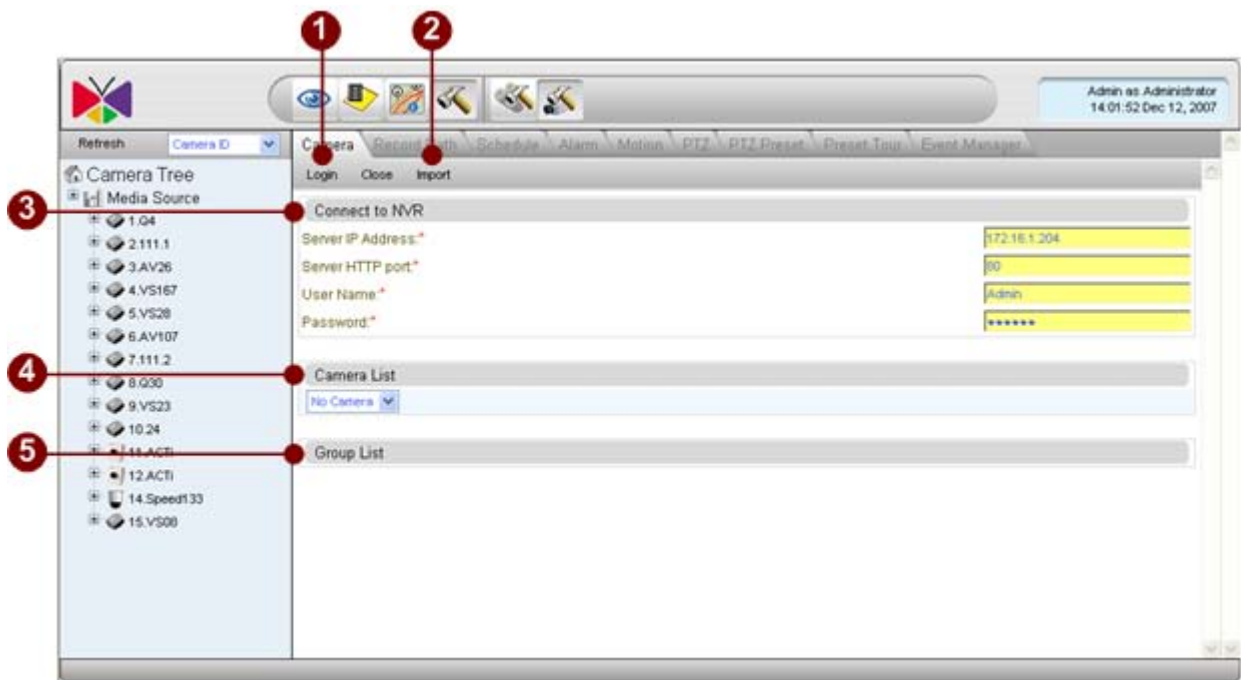 1 2
Admin as Administrator
14:01:52 Dec 12, 2007
Refresh Camera ID
Camera Record Path Schedule Alarm Motion PTZ PTZ Preset Preset Tour Event Manager
Camera Tree
Login Close Import
Media Source
3
Connect to NVR
1.Q4
Server IP Address:* 172.16.1.204
2.111.1
3.AV26
Server HTTP port:* 80
4.VS167
User Name:* Admin
5.VS28
Password:* ●●●●●●
6.AV107
7.111.2
4
Camera List
8.Q30
No Camera
9.VS23
10.24
5
11.ACTi
Group List
12.ACTi
14.Speed133
15.VS08